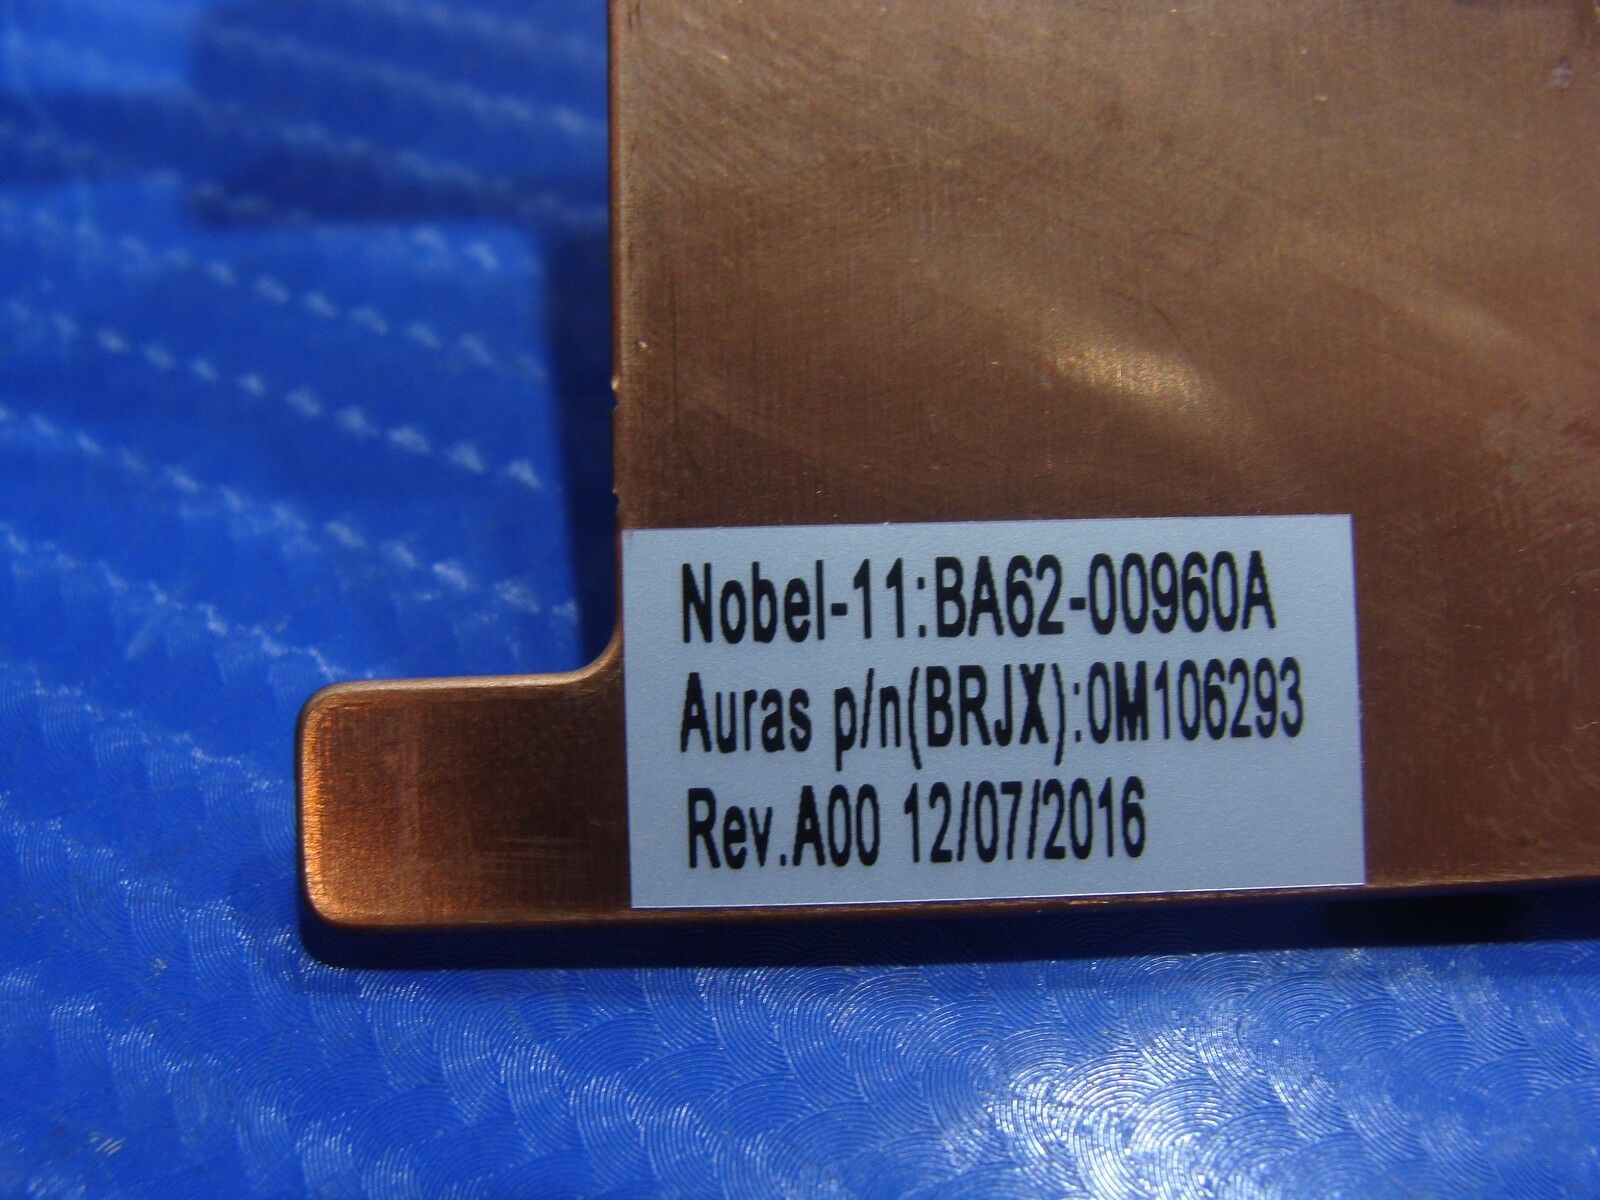 Nobel-11:BA62-00960A
Auras p/n(BRJX):0M106293
Rev.A00 12/07/2016